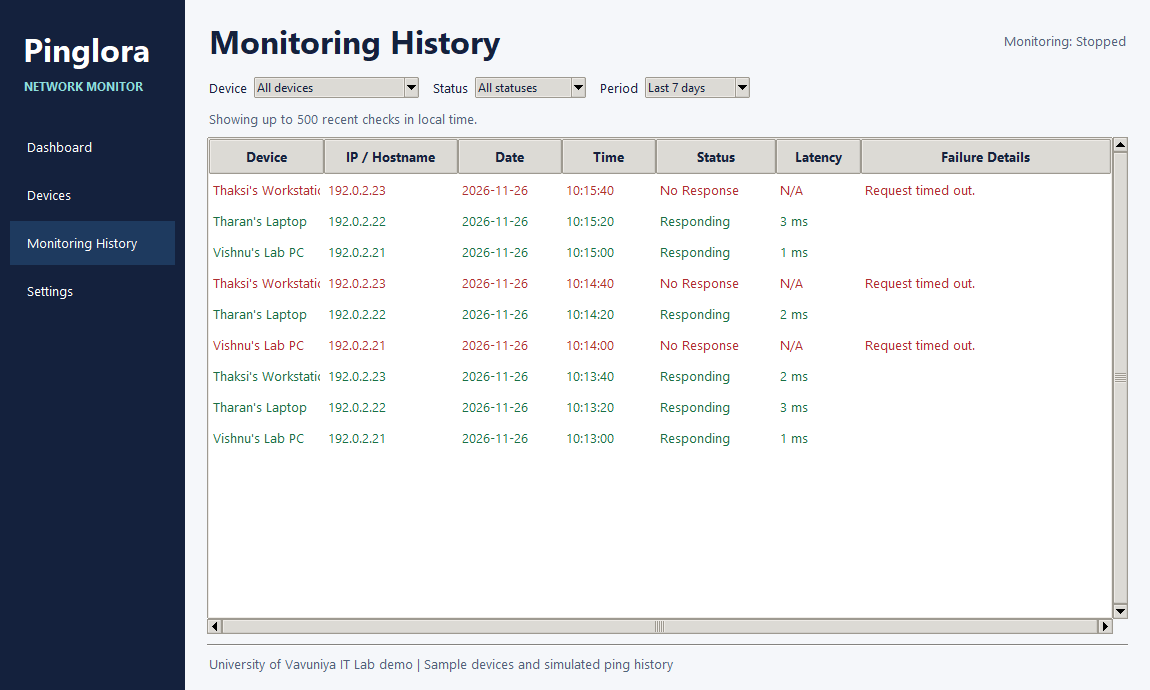 Pinglora
NETWORK MONITOR
Dashboard
Devices
Monitoring History
Settings
Monitoring History
Monitoring: Stopped
Device All devices Status All statuses Period Last 7 days
Showing up to 500 recent checks in local time.
Device IP / Hostname Date Time Status Latency Failure Details
Thaksi's Workstatic 192.0.2.23 2026-11-26 10:15:40 No Response N/A Request timed out.
Tharan's Laptop 192.0.2.22 2026-11-26 10:15:20 Responding 3 ms
Vishnu's Lab PC 192.0.2.21 2026-11-26 10:15:00 Responding 1 ms
Thaksi's Workstatic 192.0.2.23 2026-11-26 10:14:40 No Response N/A Request timed out.
Tharan's Laptop 192.0.2.22 2026-11-26 10:14:20 Responding 2 ms
Vishnu's Lab PC 192.0.2.21 2026-11-26 10:14:00 No Response N/A Request timed out.
Thaksi's Workstatic 192.0.2.23 2026-11-26 10:13:40 Responding 2 ms
Tharan's Laptop 192.0.2.22 2026-11-26 10:13:20 Responding 3 ms
Vishnu's Lab PC 192.0.2.21 2026-11-26 10:13:00 Responding 1 ms
University of Vavuniya IT Lab demo | Sample devices and simulated ping history